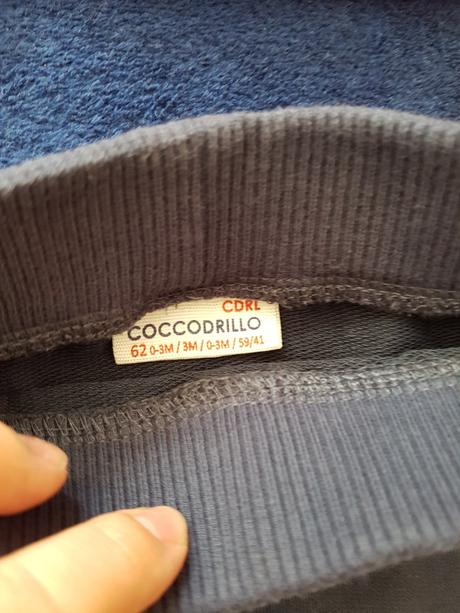 CDRL
COCCODRILLO
62 0-3M / 3M / 0-3M / 59/41